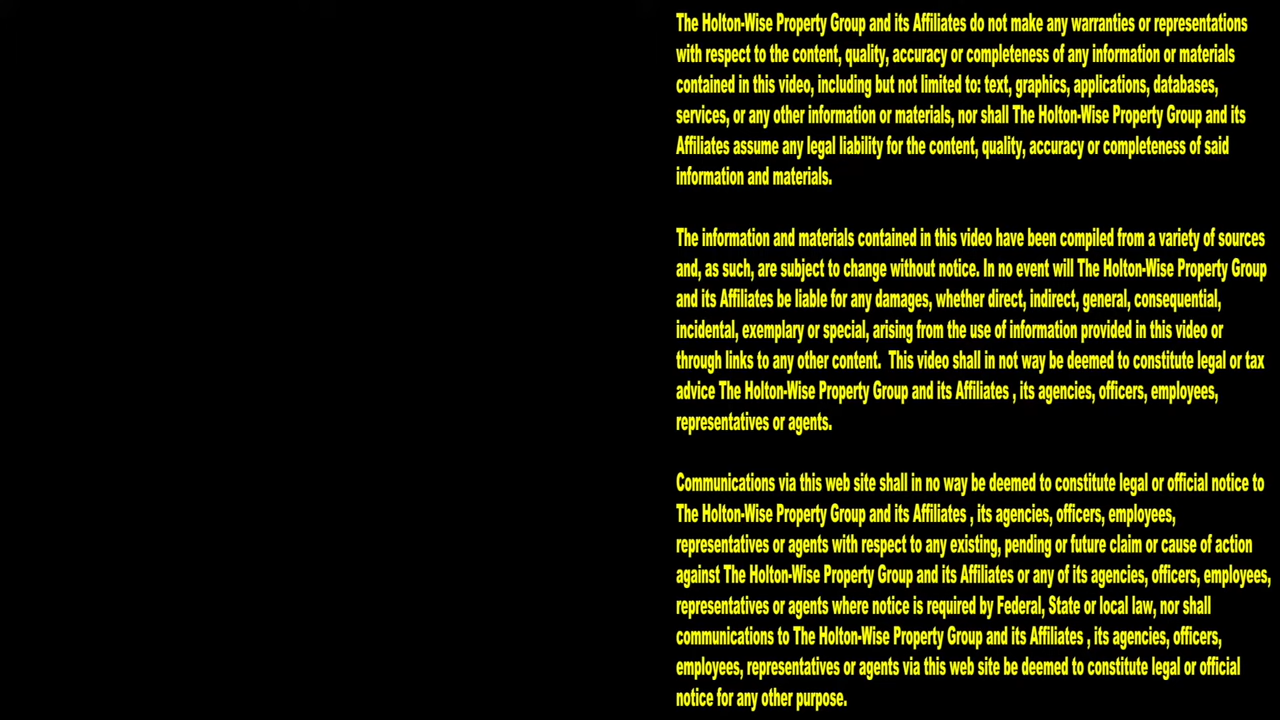 The Holton-Wise Property Group and its Affiliates do not make any warranties or representations
with respect to the content, quality, accuracy or completeness of any information or materials
contained in this video, including but not limited to: text, graphics, applications, databases,
services, or any other information or materials, nor shall The Holton-Wise Property Group and its
Affiliates assume any legal liability for the content, quality, accuracy or completeness of said
information and materials.
The information and materials contained in this video have been compiled from a variety of sources
and, as such, are subject to change without notice. In no event will The Holton-Wise Property Group
and its Affiliates be liable for any damages, whether direct, indirect, general, consequential,
incidental, exemplary or special, arising from the use of information provided in this video or
through links to any other content.  This video shall in not way be deemed to constitute legal or tax
advice The Holton-Wise Property Group and its Affiliates , its agencies, officers, employees,
representatives or agents.
Communications via this web site shall in no way be deemed to constitute legal or official notice to
The Holton-Wise Property Group and its Affiliates , its agencies, officers, employees,
representatives or agents with respect to any existing, pending or future claim or cause of action
against The Holton-Wise Property Group and its Affiliates or any of its agencies, officers, employees,
representatives or agents where notice is required by Federal, State or local law, nor shall
communications to The Holton-Wise Property Group and its Affiliates , its agencies, officers,
employees, representatives or agents via this web site be deemed to constitute legal or official
notice for any other purpose.